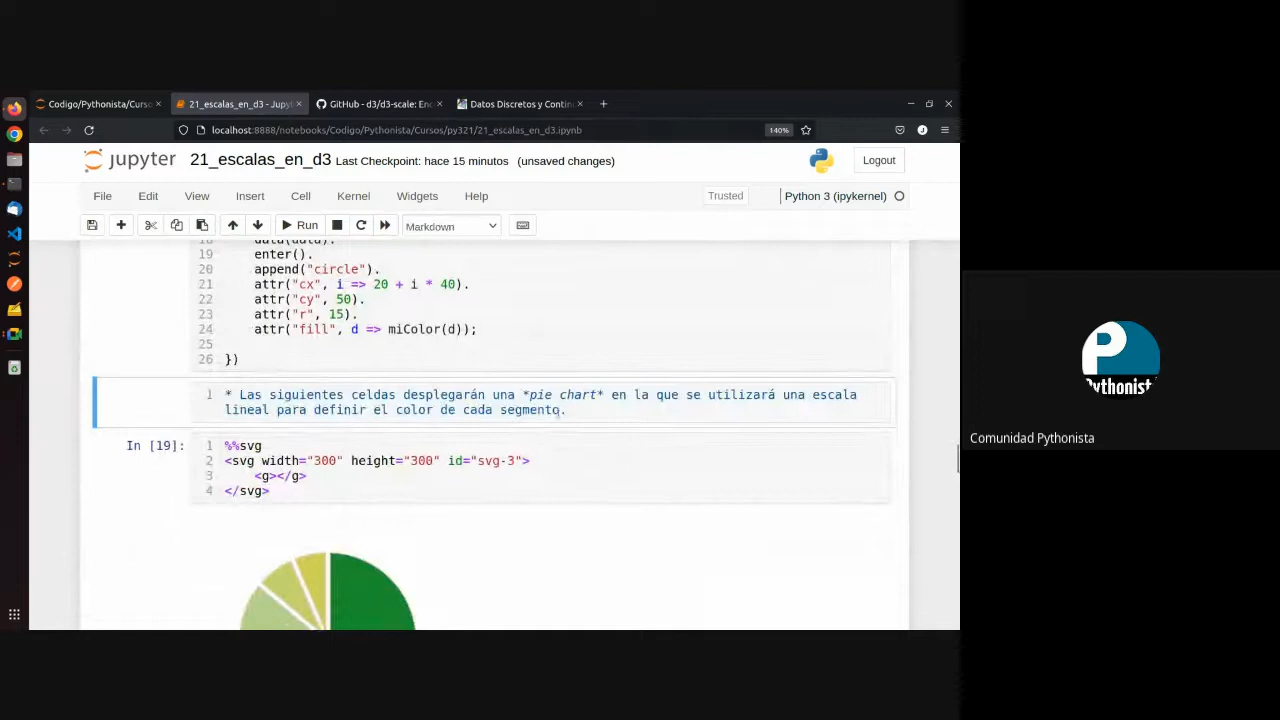 Codigo/Pythonista/Curso
21_escalas_en_d3 - Jupyt
GitHub - d3/d3-scale: Enc
Datos Discretos y Contin
localhost:8888/notebooks/Codigo/Pythonista/Cursos/py321/21_escalas_en_d3.ipynb
140%
jupyter 21_escalas_en_d3 Last Checkpoint: hace 15 minutos (unsaved changes)
Logout
File Edit View Insert Cell Kernel Widgets Help
Trusted
Python 3 (ipykernel)
Run
Markdown
18 data(data).
19 enter().
20 append("circle").
21 attr("cx", i => 20 + i * 40).
22 attr("cy", 50).
23 attr("r", 15).
24 attr("fill", d => miColor(d));
25
26 })
1 * Las siguientes celdas desplegarán una *pie chart* en la que se utilizará una escala
lineal para definir el color de cada segmento.
In [19]:
1 %%svg
2 <svg width="300" height="300" id="svg-3">
3 <g></g>
4 </svg>
Pythonist
Comunidad Pythonista